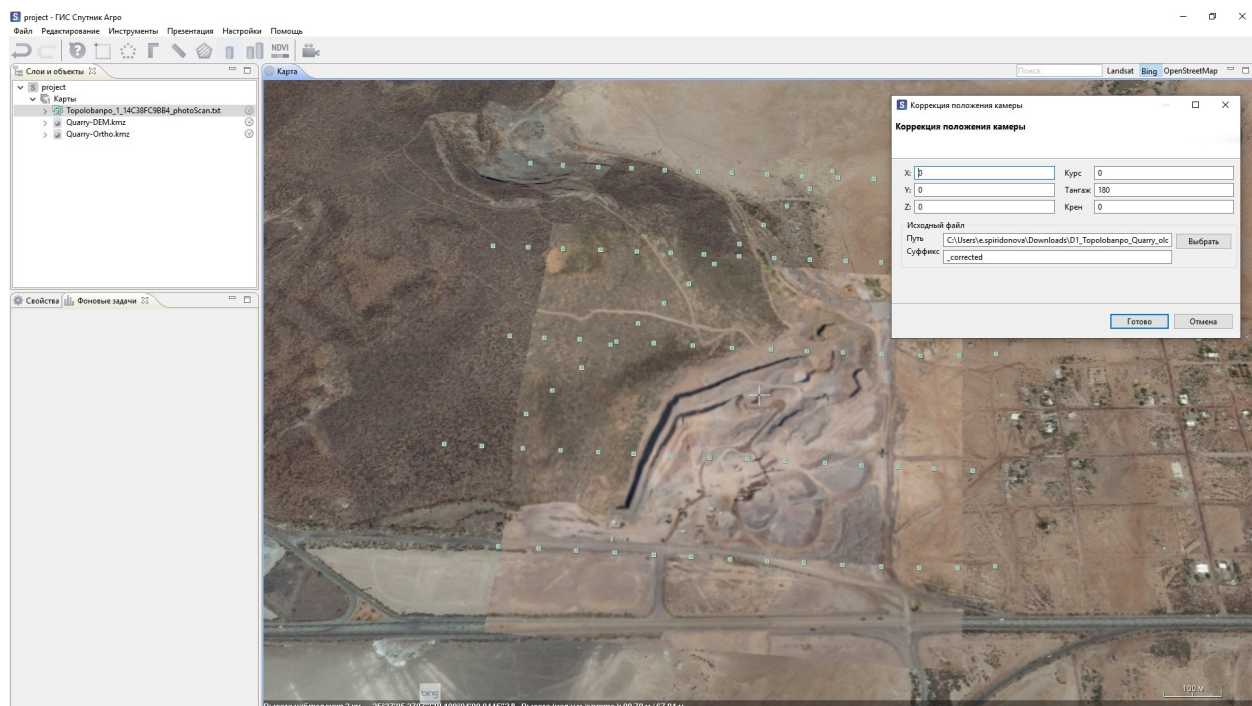 project - ГИС Спутник Агро
Файл Редактирование Инструменты Презентация Настройки Помощь
NDVI
Слои и объекты
Карта
Поиск
Landsat Bing OpenStreetMap
project
Карты
Topolobanpo_1_14C38FC9BB4_photoScan.txt
Quarry-DEM.kmz
Quarry-Ortho.kmz
Коррекция положения камеры
Коррекция положения камеры
X: 0 Курс 0
Y: 0 Тангаж 180
Z: 0 Крен 0
Исходный файл
Путь C:\Users\e.spiridonova\Downloads\D1_Topolobanpo_Quarry_olc Выбрать
Суффикс _corrected
Готово Отмена
Свойства Фоновые задачи
bing
100 м